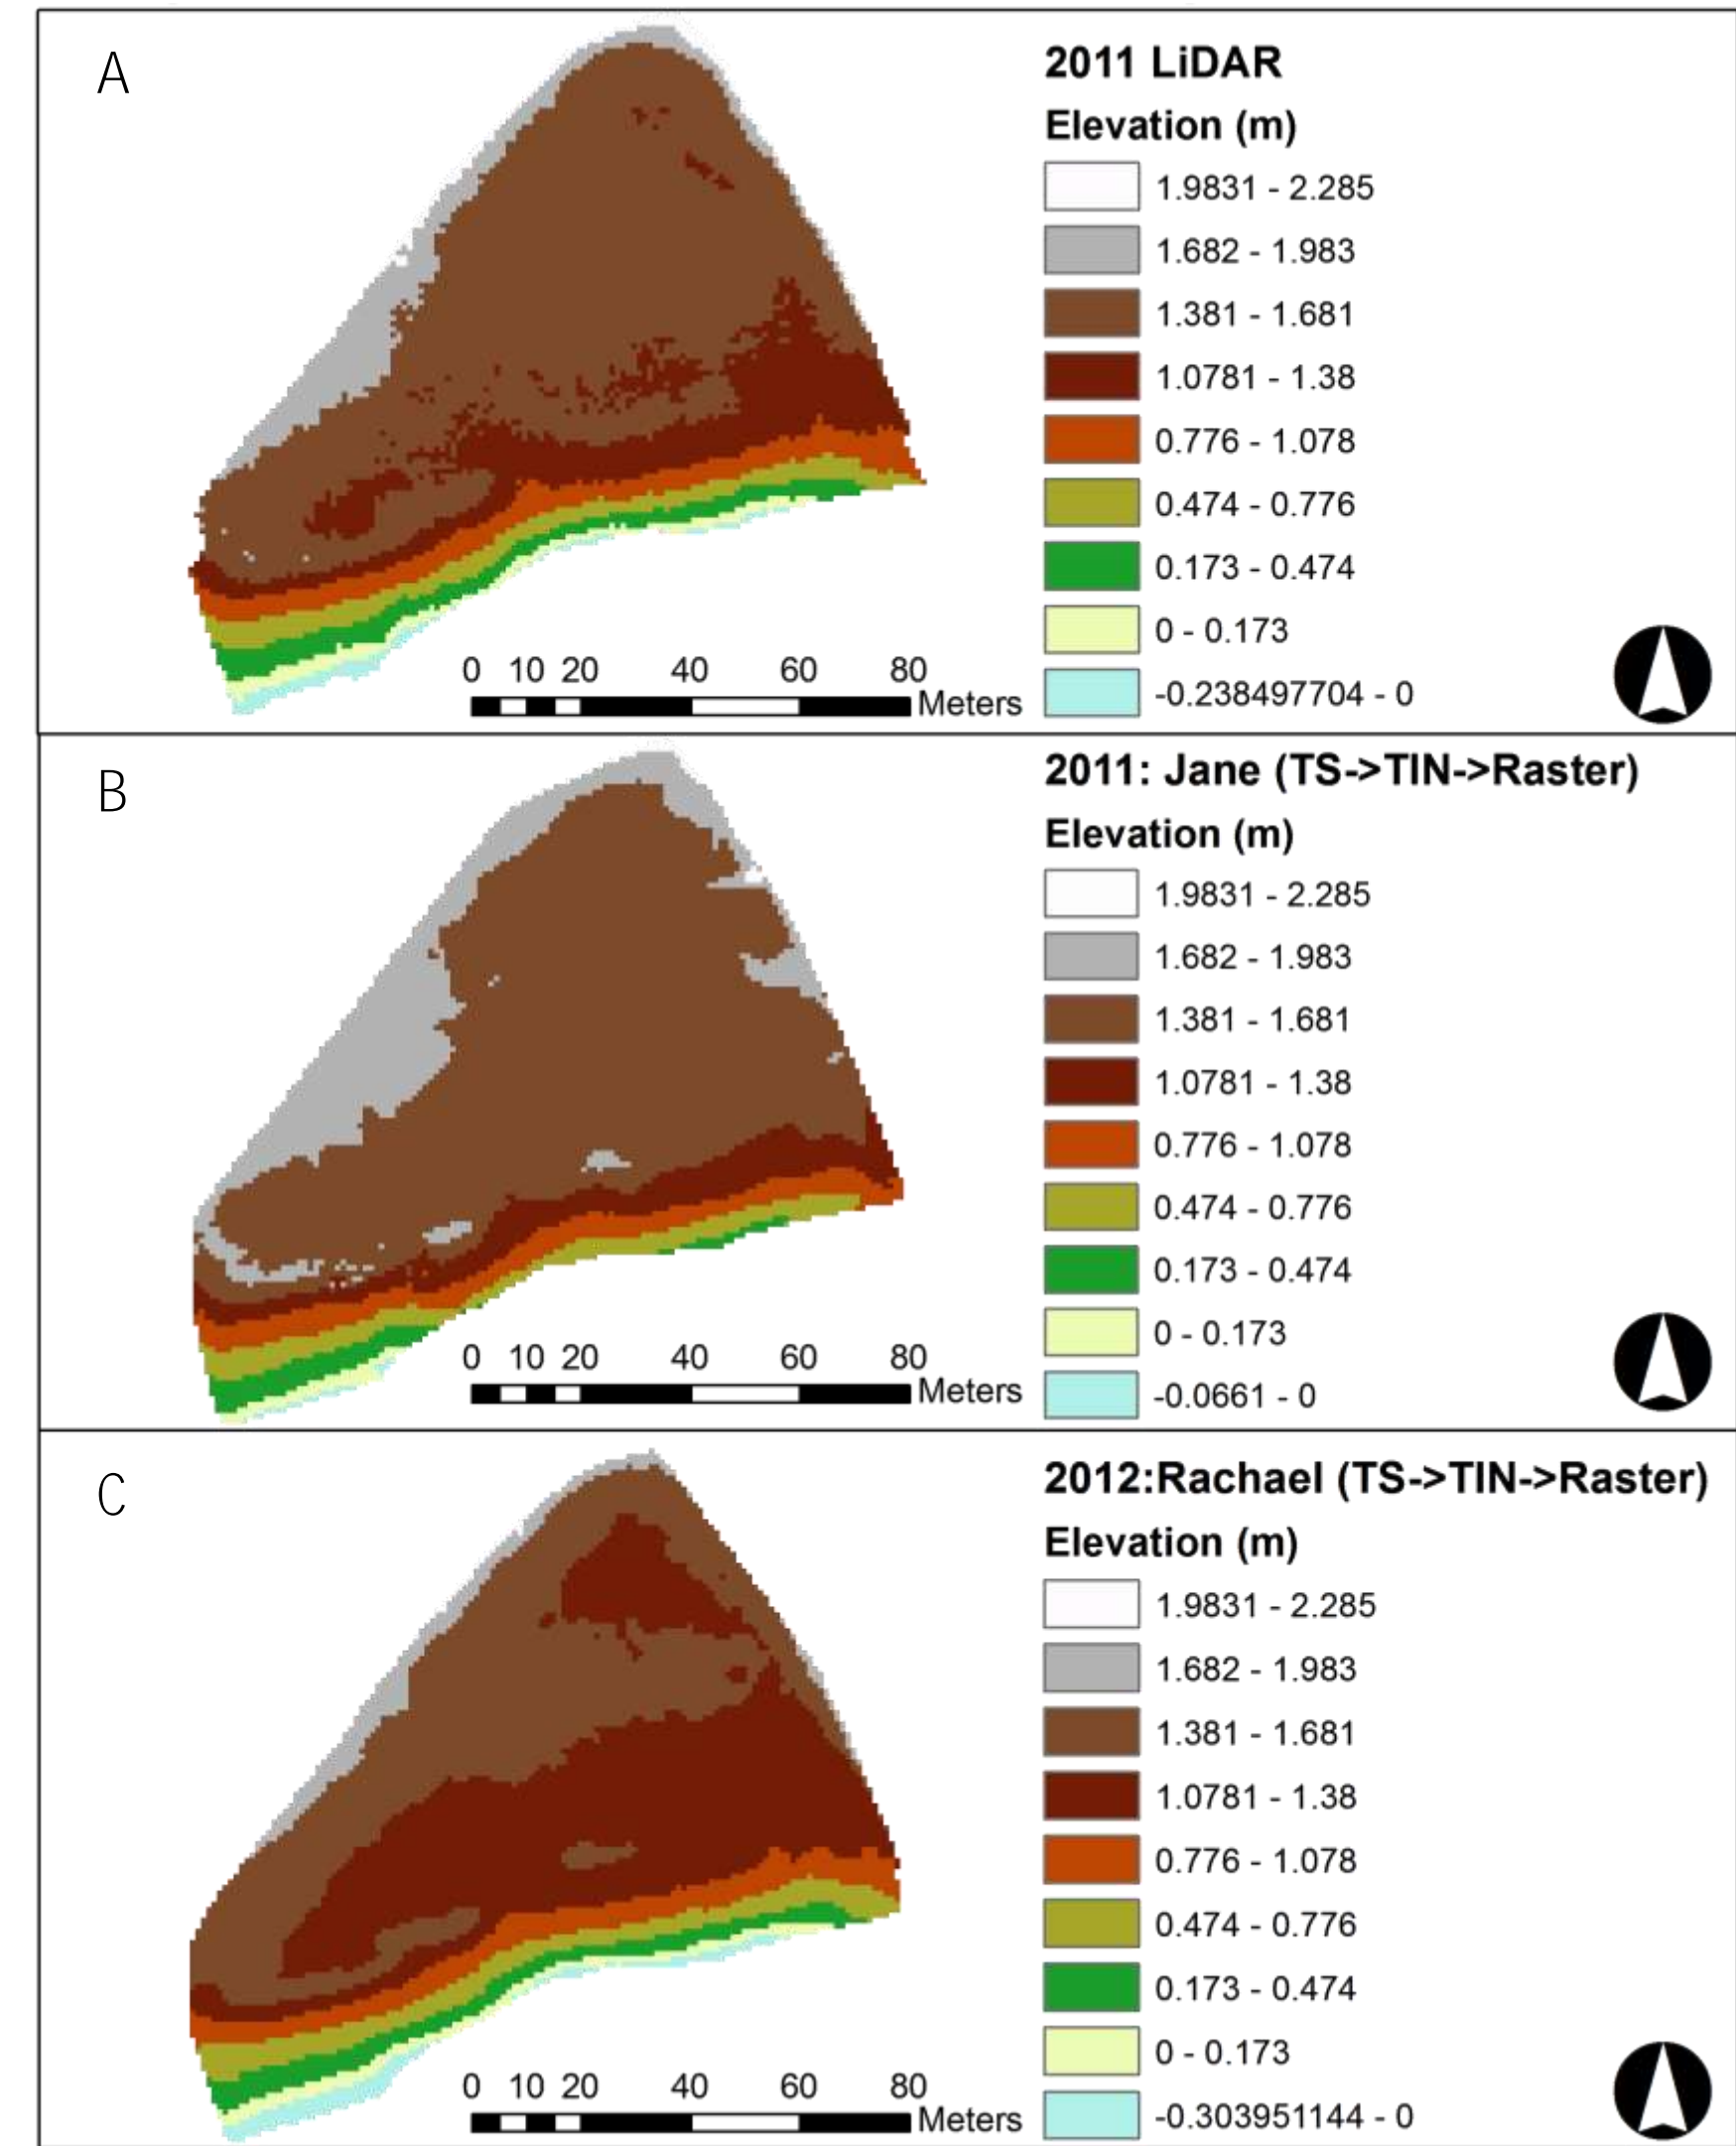 A
2011 LiDAR
Elevation (m)
1.9831 - 2.285
1.682 - 1.983
1.381 - 1.681
1.0781 - 1.38
0.776 - 1.078
0.474 - 0.776
0.173 - 0.474
0 - 0.173
-0.238497704 - 0
0 10 20 40 60 80
Meters
B
2011: Jane (TS->TIN->Raster)
Elevation (m)
1.9831 - 2.285
1.682 - 1.983
1.381 - 1.681
1.0781 - 1.38
0.776 - 1.078
0.474 - 0.776
0.173 - 0.474
0 - 0.173
-0.0661 - 0
0 10 20 40 60 80
Meters
C
2012:Rachael (TS->TIN->Raster)
Elevation (m)
1.9831 - 2.285
1.682 - 1.983
1.381 - 1.681
1.0781 - 1.38
0.776 - 1.078
0.474 - 0.776
0.173 - 0.474
0 - 0.173
-0.303951144 - 0
0 10 20 40 60 80
Meters